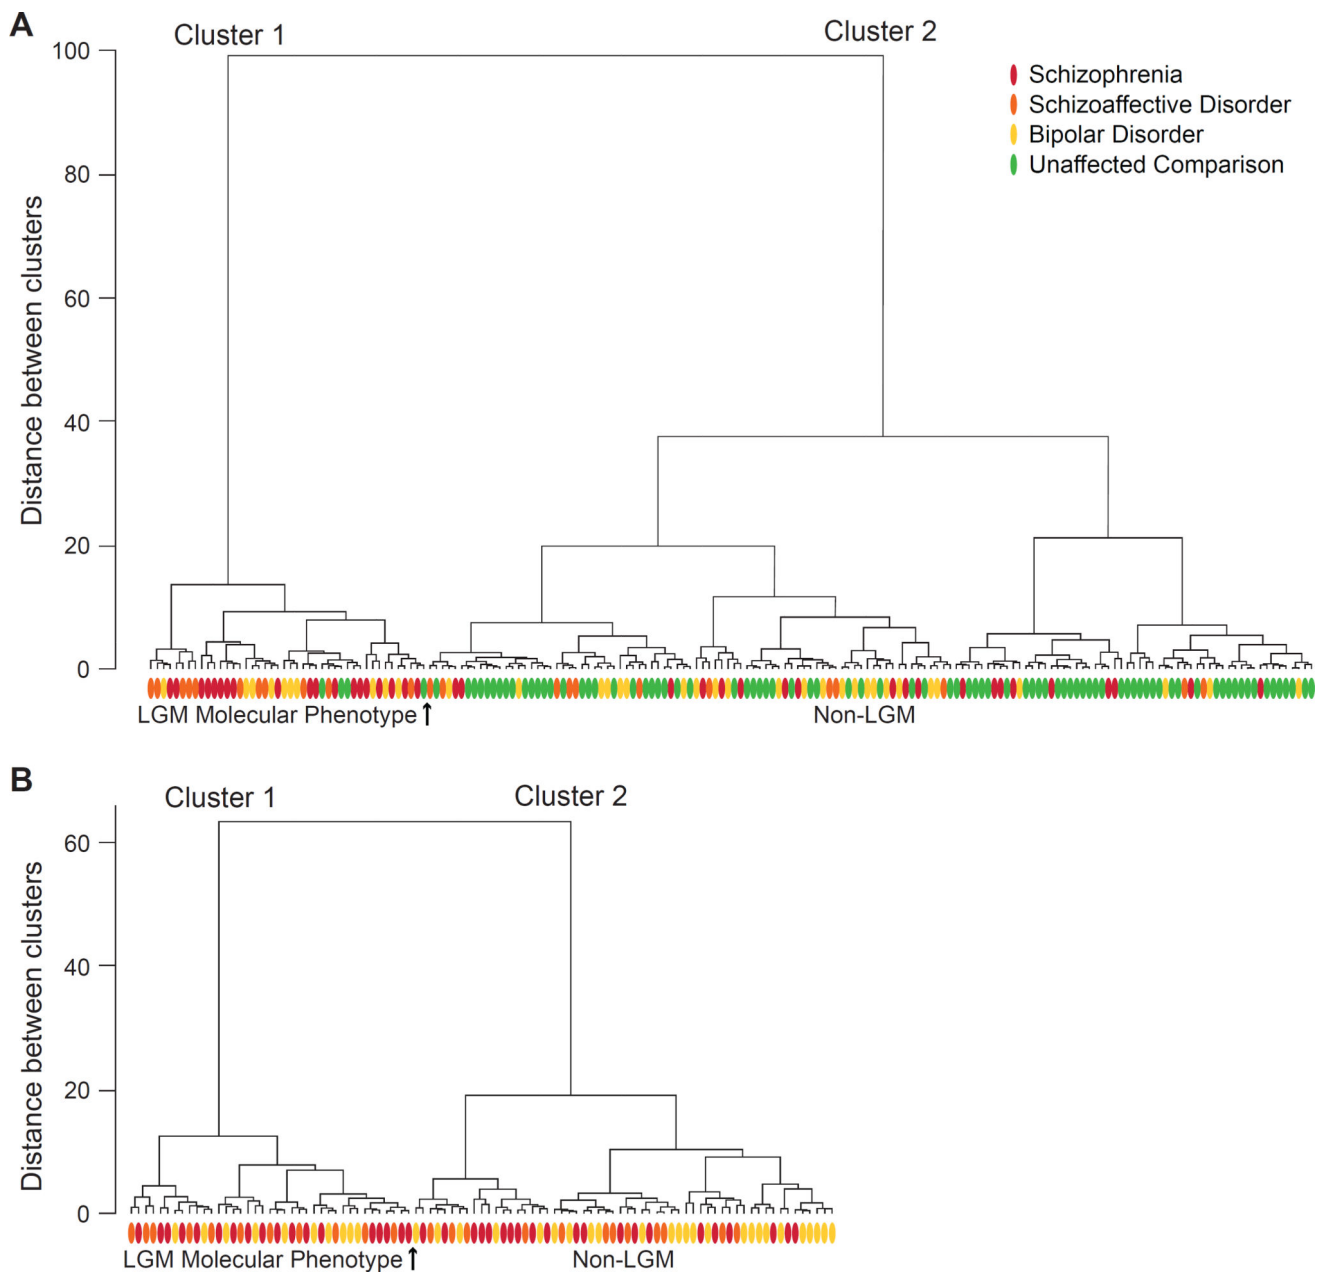 A
Cluster 1
Cluster 2
100
80
60
40
20
0
Distance between clusters
Schizophrenia
Schizoaffective Disorder
Bipolar Disorder
Unaffected Comparison
LGM Molecular Phenotype
Non-LGM
B
Cluster 1
Cluster 2
60
40
20
0
Distance between clusters
LGM Molecular Phenotype
Non-LGM